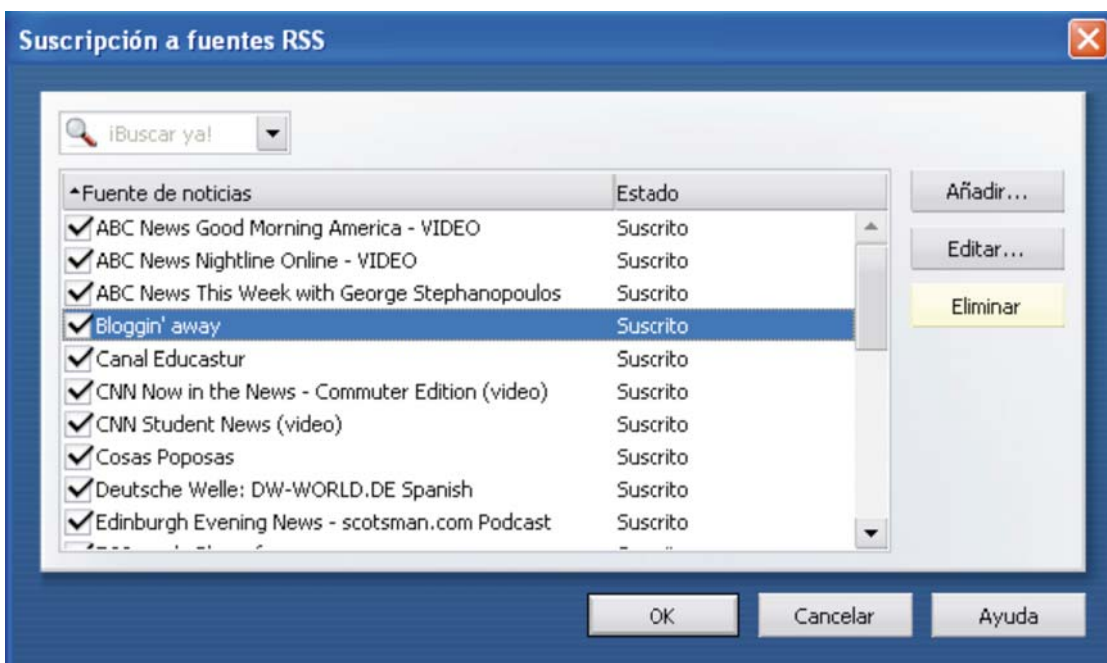 Suscripción a fuentes RSS
¡Buscar ya!
Fuente de noticias Estado
ABC News Good Morning America - VIDEO Suscrito
ABC News Nightline Online - VIDEO Suscrito
ABC News This Week with George Stephanopoulos Suscrito
Bloggin' away Suscrito
Canal Educastur Suscrito
CNN Now in the News - Commuter Edition (video) Suscrito
CNN Student News (video) Suscrito
Cosas Poposas Suscrito
Deutsche Welle: DW-WORLD.DE Spanish Suscrito
Edinburgh Evening News - scotsman.com Podcast Suscrito
Añadir...
Editar...
Eliminar
OK Cancelar Ayuda